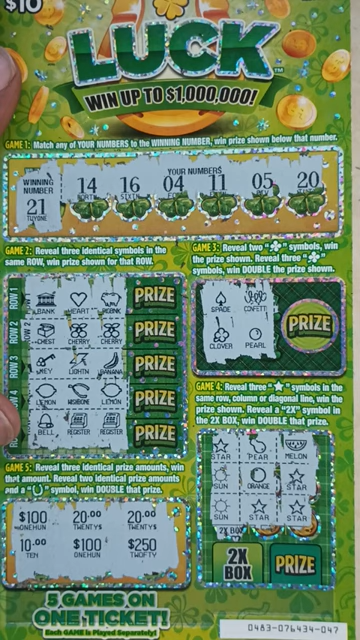 $10
LUCK
WIN UP TO $1,000,000!
GAME 1: Match any of YOUR NUMBERS to the WINNING NUMBER, win prize shown below that number.
WINNING NUMBER
21
TUYONE
YOUR NUMBERS
14 16 04 11 05 20
GAME 2: Reveal three identical symbols in the same ROW, win prize shown for that ROW.
ROW 1
BANK HEART
PRIZE
ROW 2
CHEST CHERRY CHERRY
PRIZE
ROW 3
KEY LIGHTN BANANA
PRIZE
LEMON WISHBONE LEMON
PRIZE
BELL REGISTER REGISTER
PRIZE
GAME 3: Reveal two "♣" symbols, win the prize shown. Reveal three "♣" symbols, win DOUBLE the prize shown.
SPADE CONFETTI
CLOVER PEARL
PRIZE
GAME 4: Reveal three "★" symbols in the same row, column or diagonal line, win the prize shown. Reveal a "2X" symbol in the 2X BOX, win DOUBLE that prize.
STAR PEAR MELON
SUN ORANGE STAR
SUN STAR STAR
2X BOX
2X BOX
PRIZE
GAME 5: Reveal three identical prize amounts, win that amount. Reveal two identical prize amounts and a " " symbol, win DOUBLE that prize.
$100 20.00 20.00
ONEHUN TWENTY$ TWENTY$
10.00 $100 $250
TEN ONEHUN TWOFTY
5 GAMES ON
ONE TICKET!
Each GAME is Played Separately!
0483-076434-047